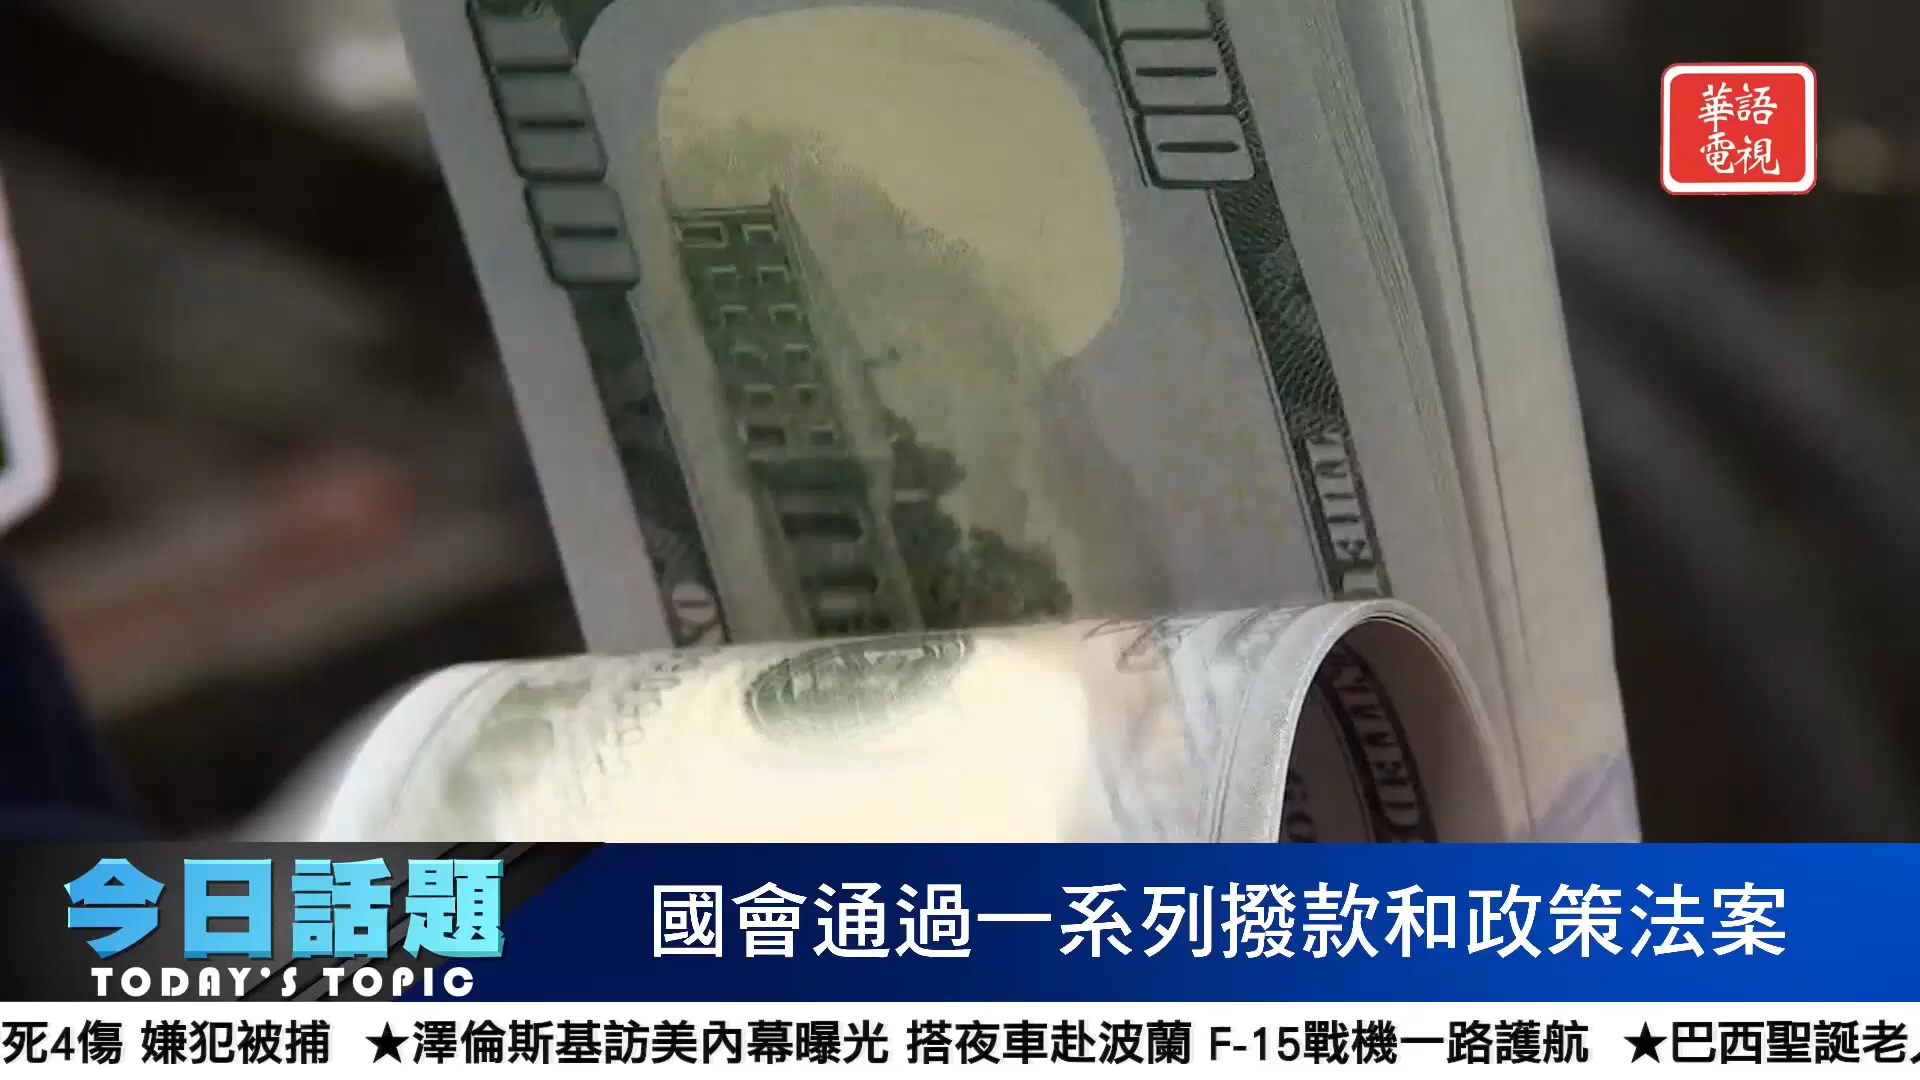 華語
電視
今日話題
TODAY'S TOPIC
國會通過一系列撥款和政策法案
死4傷 嫌犯被捕 ★澤倫斯基訪美內幕曝光 搭夜車赴波蘭 F-15戰機一路護航 ★巴西聖誕老